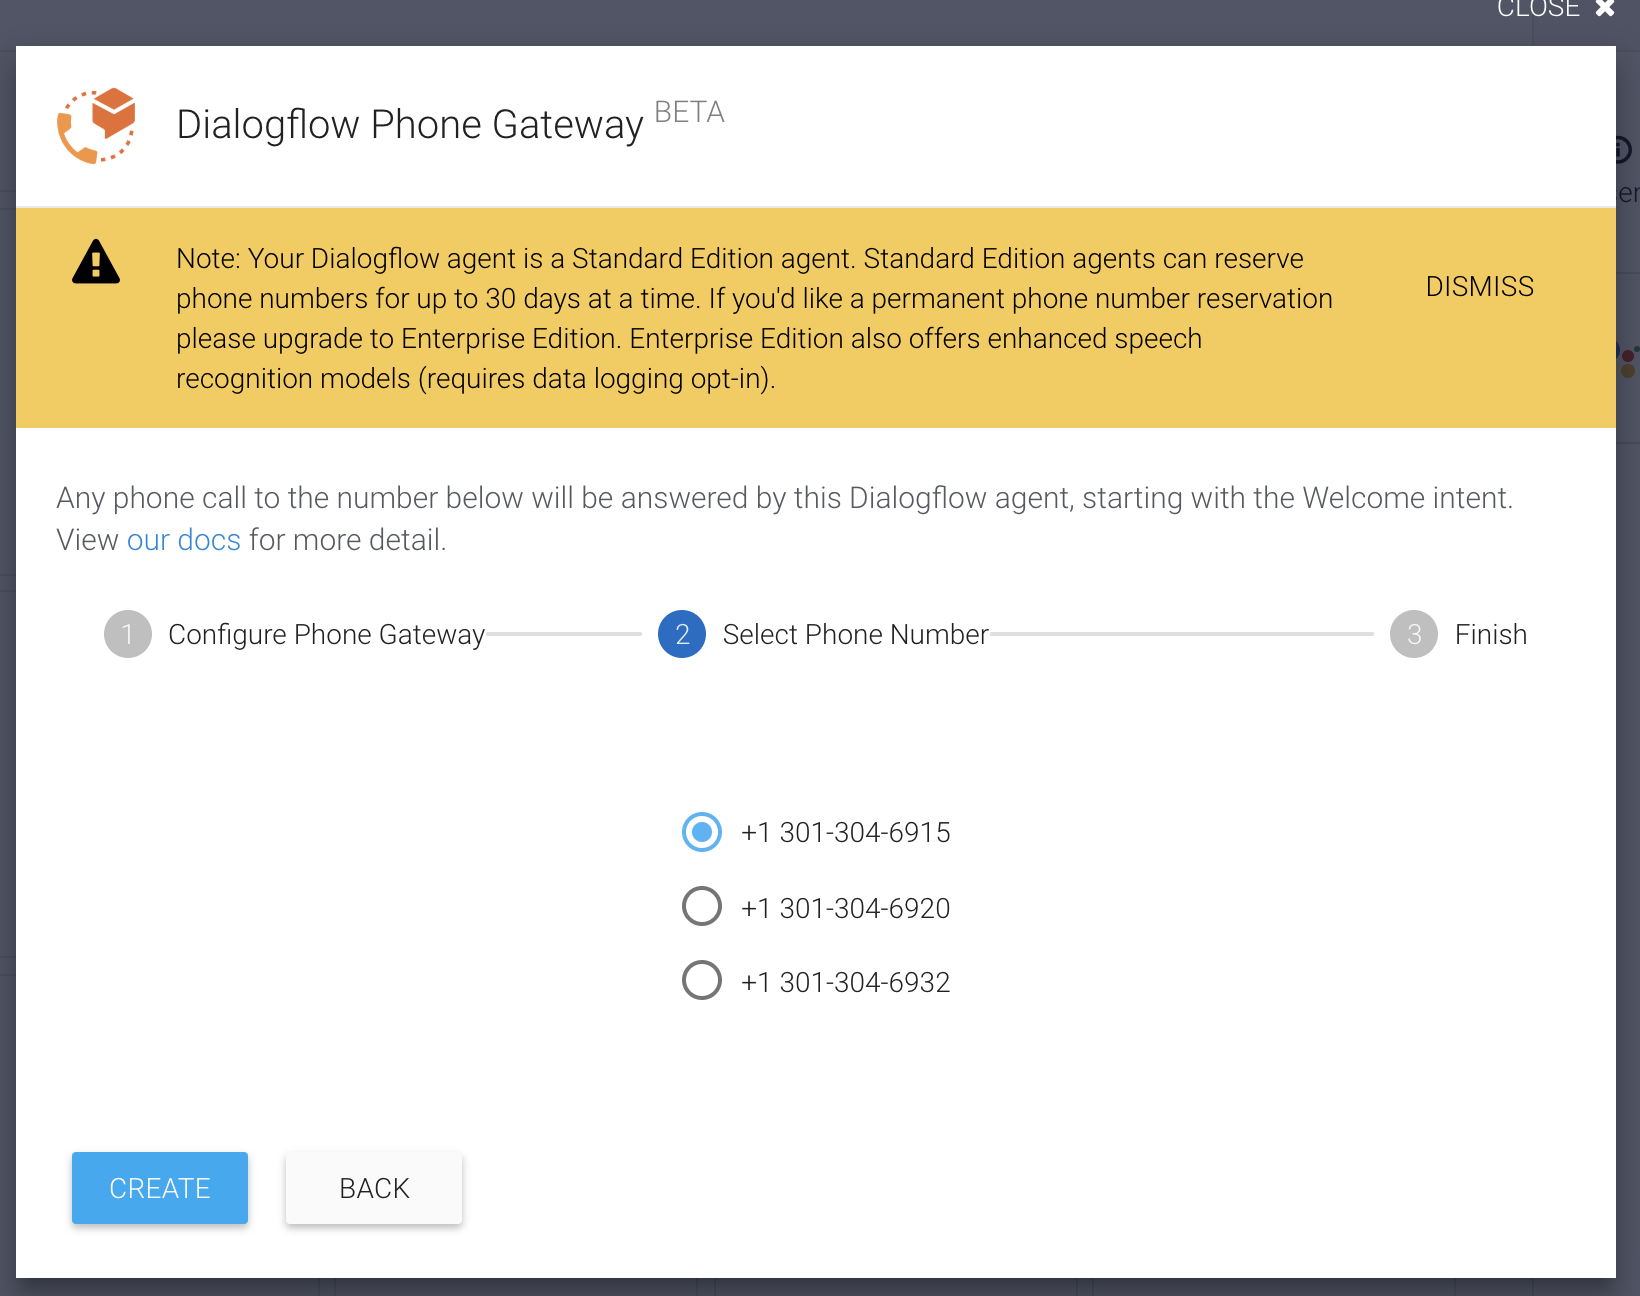 CLOSE ×
Dialogflow Phone Gateway BETA
Note: Your Dialogflow agent is a Standard Edition agent. Standard Edition agents can reserve
phone numbers for up to 30 days at a time. If you'd like a permanent phone number reservation
please upgrade to Enterprise Edition. Enterprise Edition also offers enhanced speech
recognition models (requires data logging opt-in).
DISMISS
Any phone call to the number below will be answered by this Dialogflow agent, starting with the Welcome intent.
View our docs for more detail.
1 Configure Phone Gateway
2 Select Phone Number
3 Finish
+1 301-304-6915
+1 301-304-6920
+1 301-304-6932
CREATE
BACK